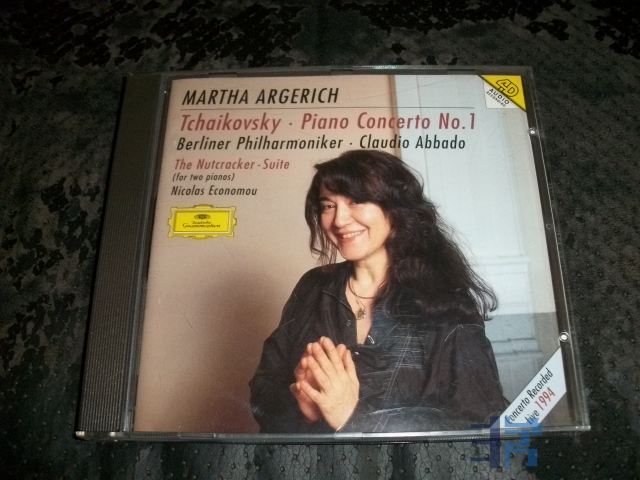 MARTHA ARGERICH
Tchaikovsky · Piano Concerto No. 1
Berliner Philharmoniker · Claudio Abbado
The Nutcracker - Suite
(for two pianos)
Nicolas Economou
Deutsche
Grammophon
4D
AUDIO
RECORDING
Concerto Recorded
Live 1994